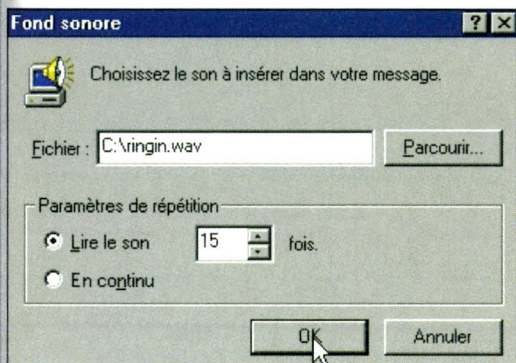 Fond sonore
Choisissez le son à insérer dans votre message.
Fichier : C:\ringin.wav Parcourir...
Paramètres de répétition
Lire le son 15 fois.
En continu
OK Annuler